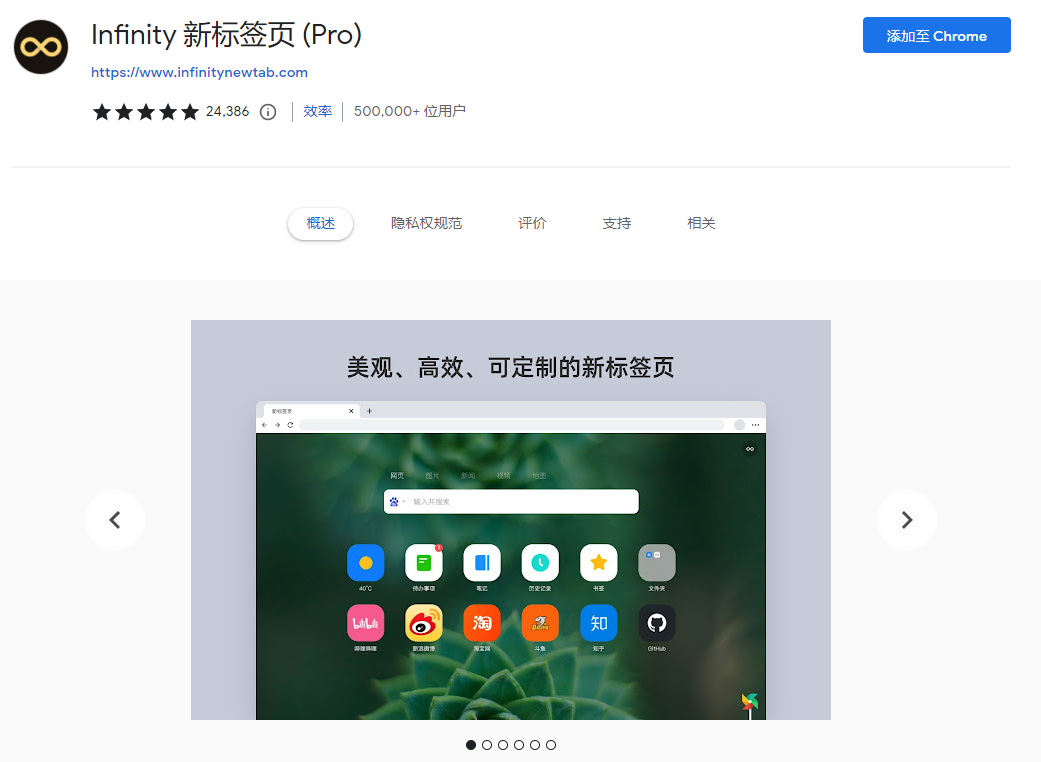 Infinity 新标签页 (Pro)
添加至 Chrome
https://www.infinitynewtab.com
24,386
效率
500,000+ 位用户
概述
隐私权规范
评价
支持
相关
美观、高效、可定制的新标签页
新标签页
网页 图片 新闻 视频 地图
输入并搜索
40°C 待办事项 笔记 历史记录 书签 文件夹
bilibili 淘 知
哔哩哔哩 新浪微博 淘宝网 斗鱼 知乎 GitHub